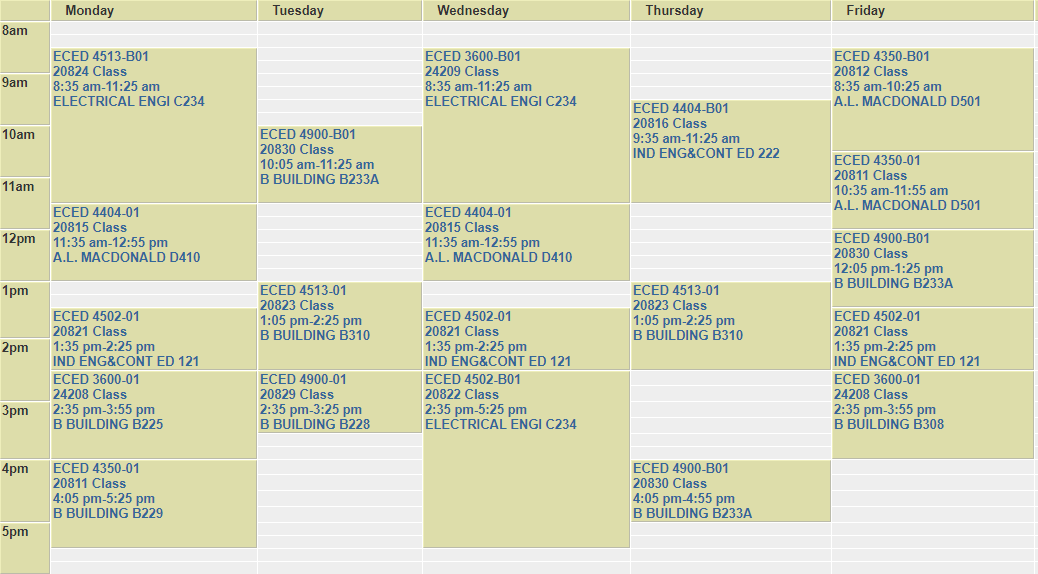 Monday Tuesday Wednesday Thursday Friday
8am
ECED 4513-B01
20824 Class
8:35 am-11:25 am
ELECTRICAL ENGI C234
ECED 3600-B01
24209 Class
8:35 am-11:25 am
ELECTRICAL ENGI C234
ECED 4350-B01
20812 Class
8:35 am-10:25 am
A.L. MACDONALD D501
9am
ECED 4404-B01
20816 Class
9:35 am-11:25 am
IND ENG&CONT ED 222
10am
ECED 4900-B01
20830 Class
10:05 am-11:25 am
B BUILDING B233A
ECED 4350-01
20811 Class
10:35 am-11:55 am
A.L. MACDONALD D501
11am
ECED 4404-01
20815 Class
11:35 am-12:55 pm
A.L. MACDONALD D410
ECED 4404-01
20815 Class
11:35 am-12:55 pm
A.L. MACDONALD D410
12pm
ECED 4900-B01
20830 Class
12:05 pm-1:25 pm
B BUILDING B233A
1pm
ECED 4513-01
20823 Class
1:05 pm-2:25 pm
B BUILDING B310
ECED 4513-01
20823 Class
1:05 pm-2:25 pm
B BUILDING B310
ECED 4502-01
20821 Class
1:35 pm-2:25 pm
IND ENG&CONT ED 121
ECED 4502-01
20821 Class
1:35 pm-2:25 pm
IND ENG&CONT ED 121
ECED 4502-01
20821 Class
1:35 pm-2:25 pm
IND ENG&CONT ED 121
2pm
ECED 3600-01
24208 Class
2:35 pm-3:55 pm
B BUILDING B225
ECED 4900-01
20829 Class
2:35 pm-3:25 pm
B BUILDING B228
ECED 4502-B01
20822 Class
2:35 pm-5:25 pm
ELECTRICAL ENGI C234
ECED 3600-01
24208 Class
2:35 pm-3:55 pm
B BUILDING B308
3pm
4pm
ECED 4350-01
20811 Class
4:05 pm-5:25 pm
B BUILDING B229
ECED 4900-B01
20830 Class
4:05 pm-4:55 pm
B BUILDING B233A
5pm